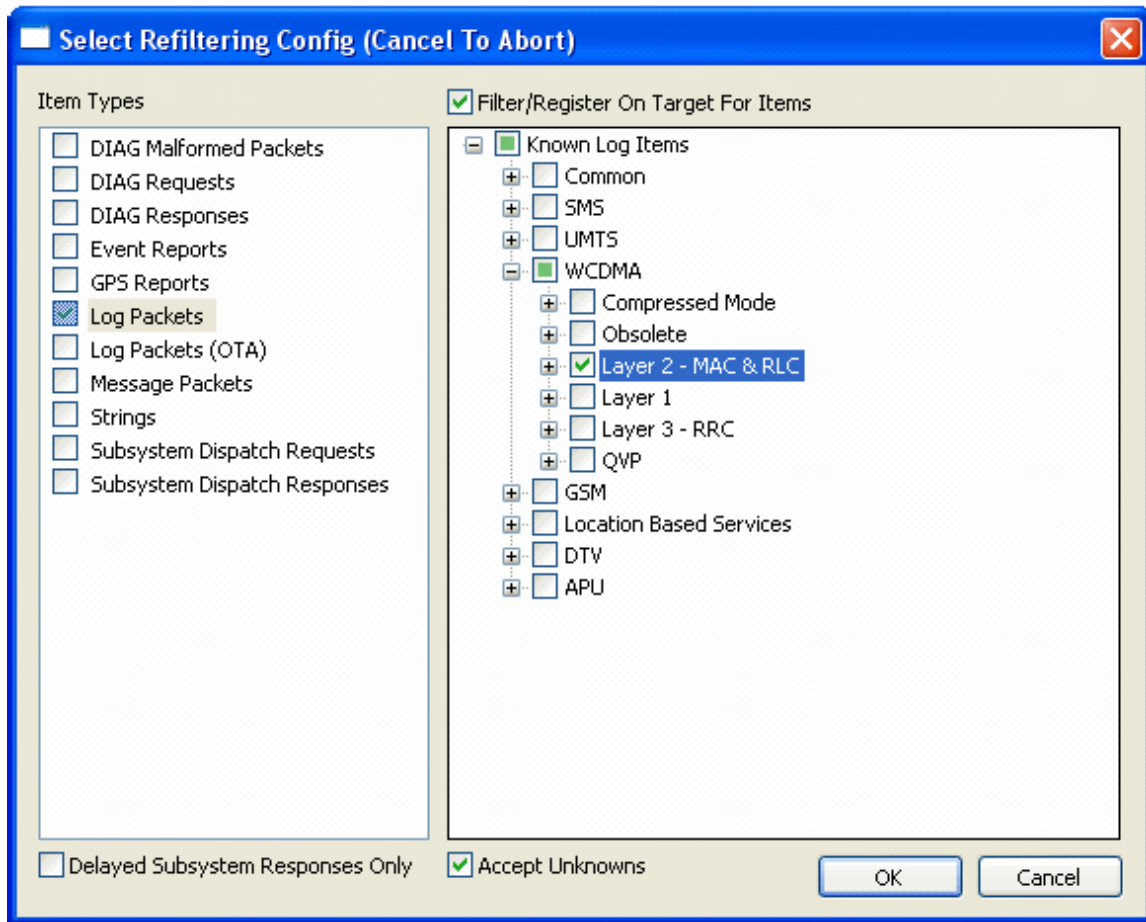 Select Refiltering Config (Cancel To Abort)
Item Types
DIAG Malformed Packets
DIAG Requests
DIAG Responses
Event Reports
GPS Reports
Log Packets
Log Packets (OTA)
Message Packets
Strings
Subsystem Dispatch Requests
Subsystem Dispatch Responses
Delayed Subsystem Responses Only
Filter/Register On Target For Items
Known Log Items
Common
SMS
UMTS
WCDMA
Compressed Mode
Obsolete
Layer 2 - MAC & RLC
Layer 1
Layer 3 - RRC
QVP
GSM
Location Based Services
DTV
APU
Accept Unknowns
OK
Cancel